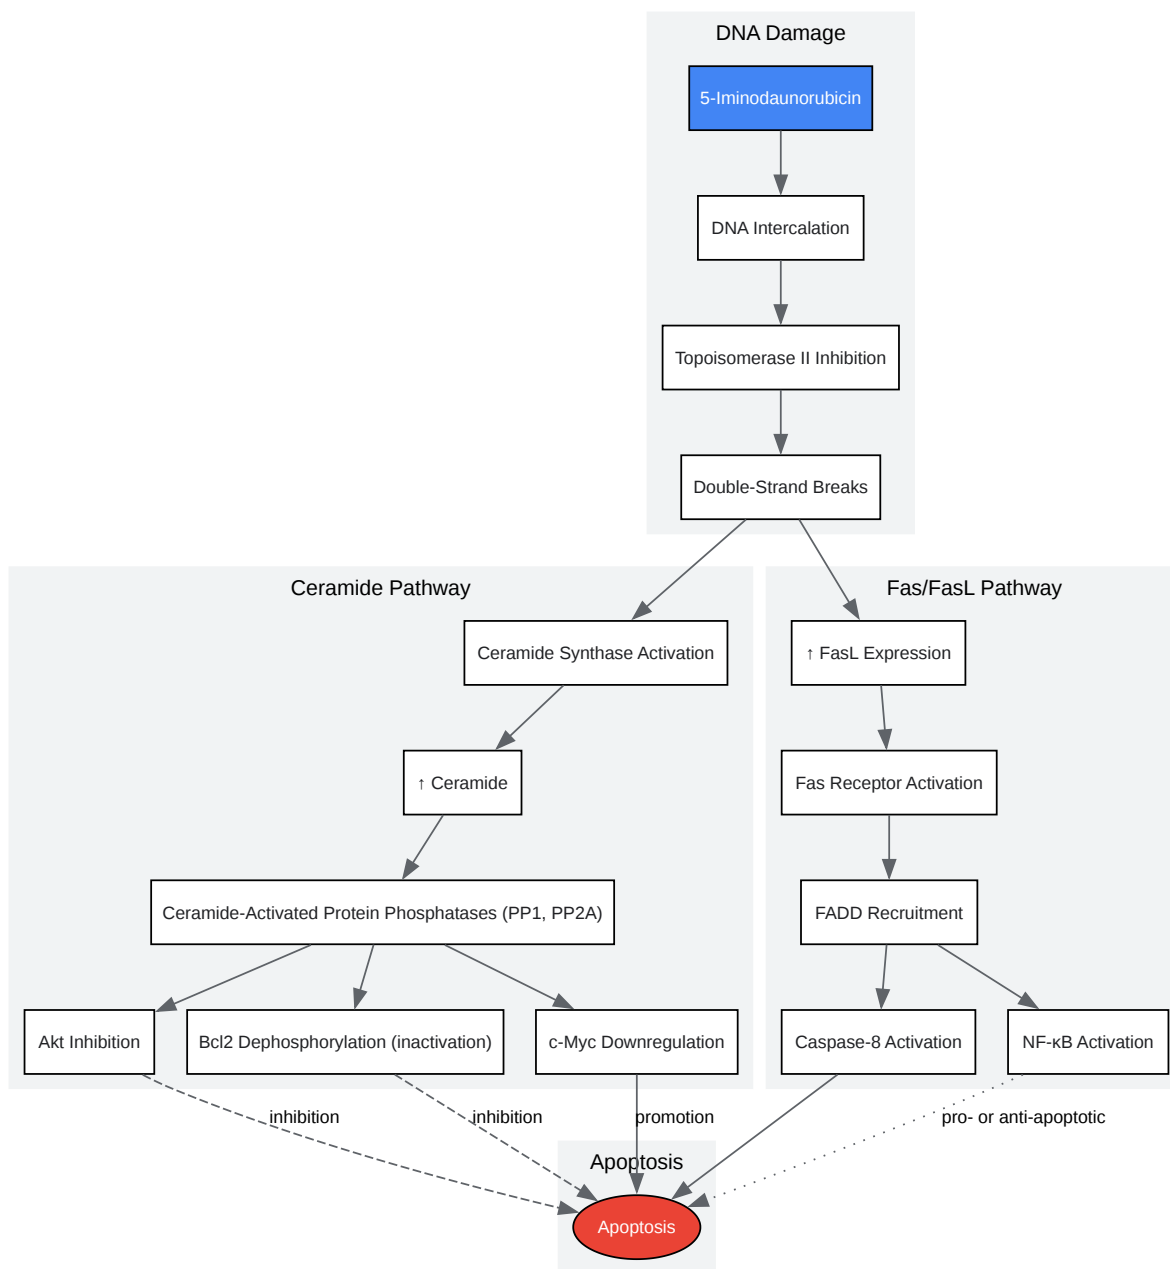 DNA Damage
5-Iminodaunorubicin
DNA Intercalation
Topoisomerase II Inhibition
Double-Strand Breaks
Ceramide Pathway
Fas/FasL Pathway
Ceramide Synthase Activation
↑ FasL Expression
↑ Ceramide
Fas Receptor Activation
Ceramide-Activated Protein Phosphatases (PP1, PP2A)
FADD Recruitment
Akt Inhibition
Bcl2 Dephosphorylation (inactivation)
c-Myc Downregulation
Caspase-8 Activation
NF-κB Activation
inhibition
inhibition
promotion
pro- or anti-apoptotic
Apoptosis
Apoptosis